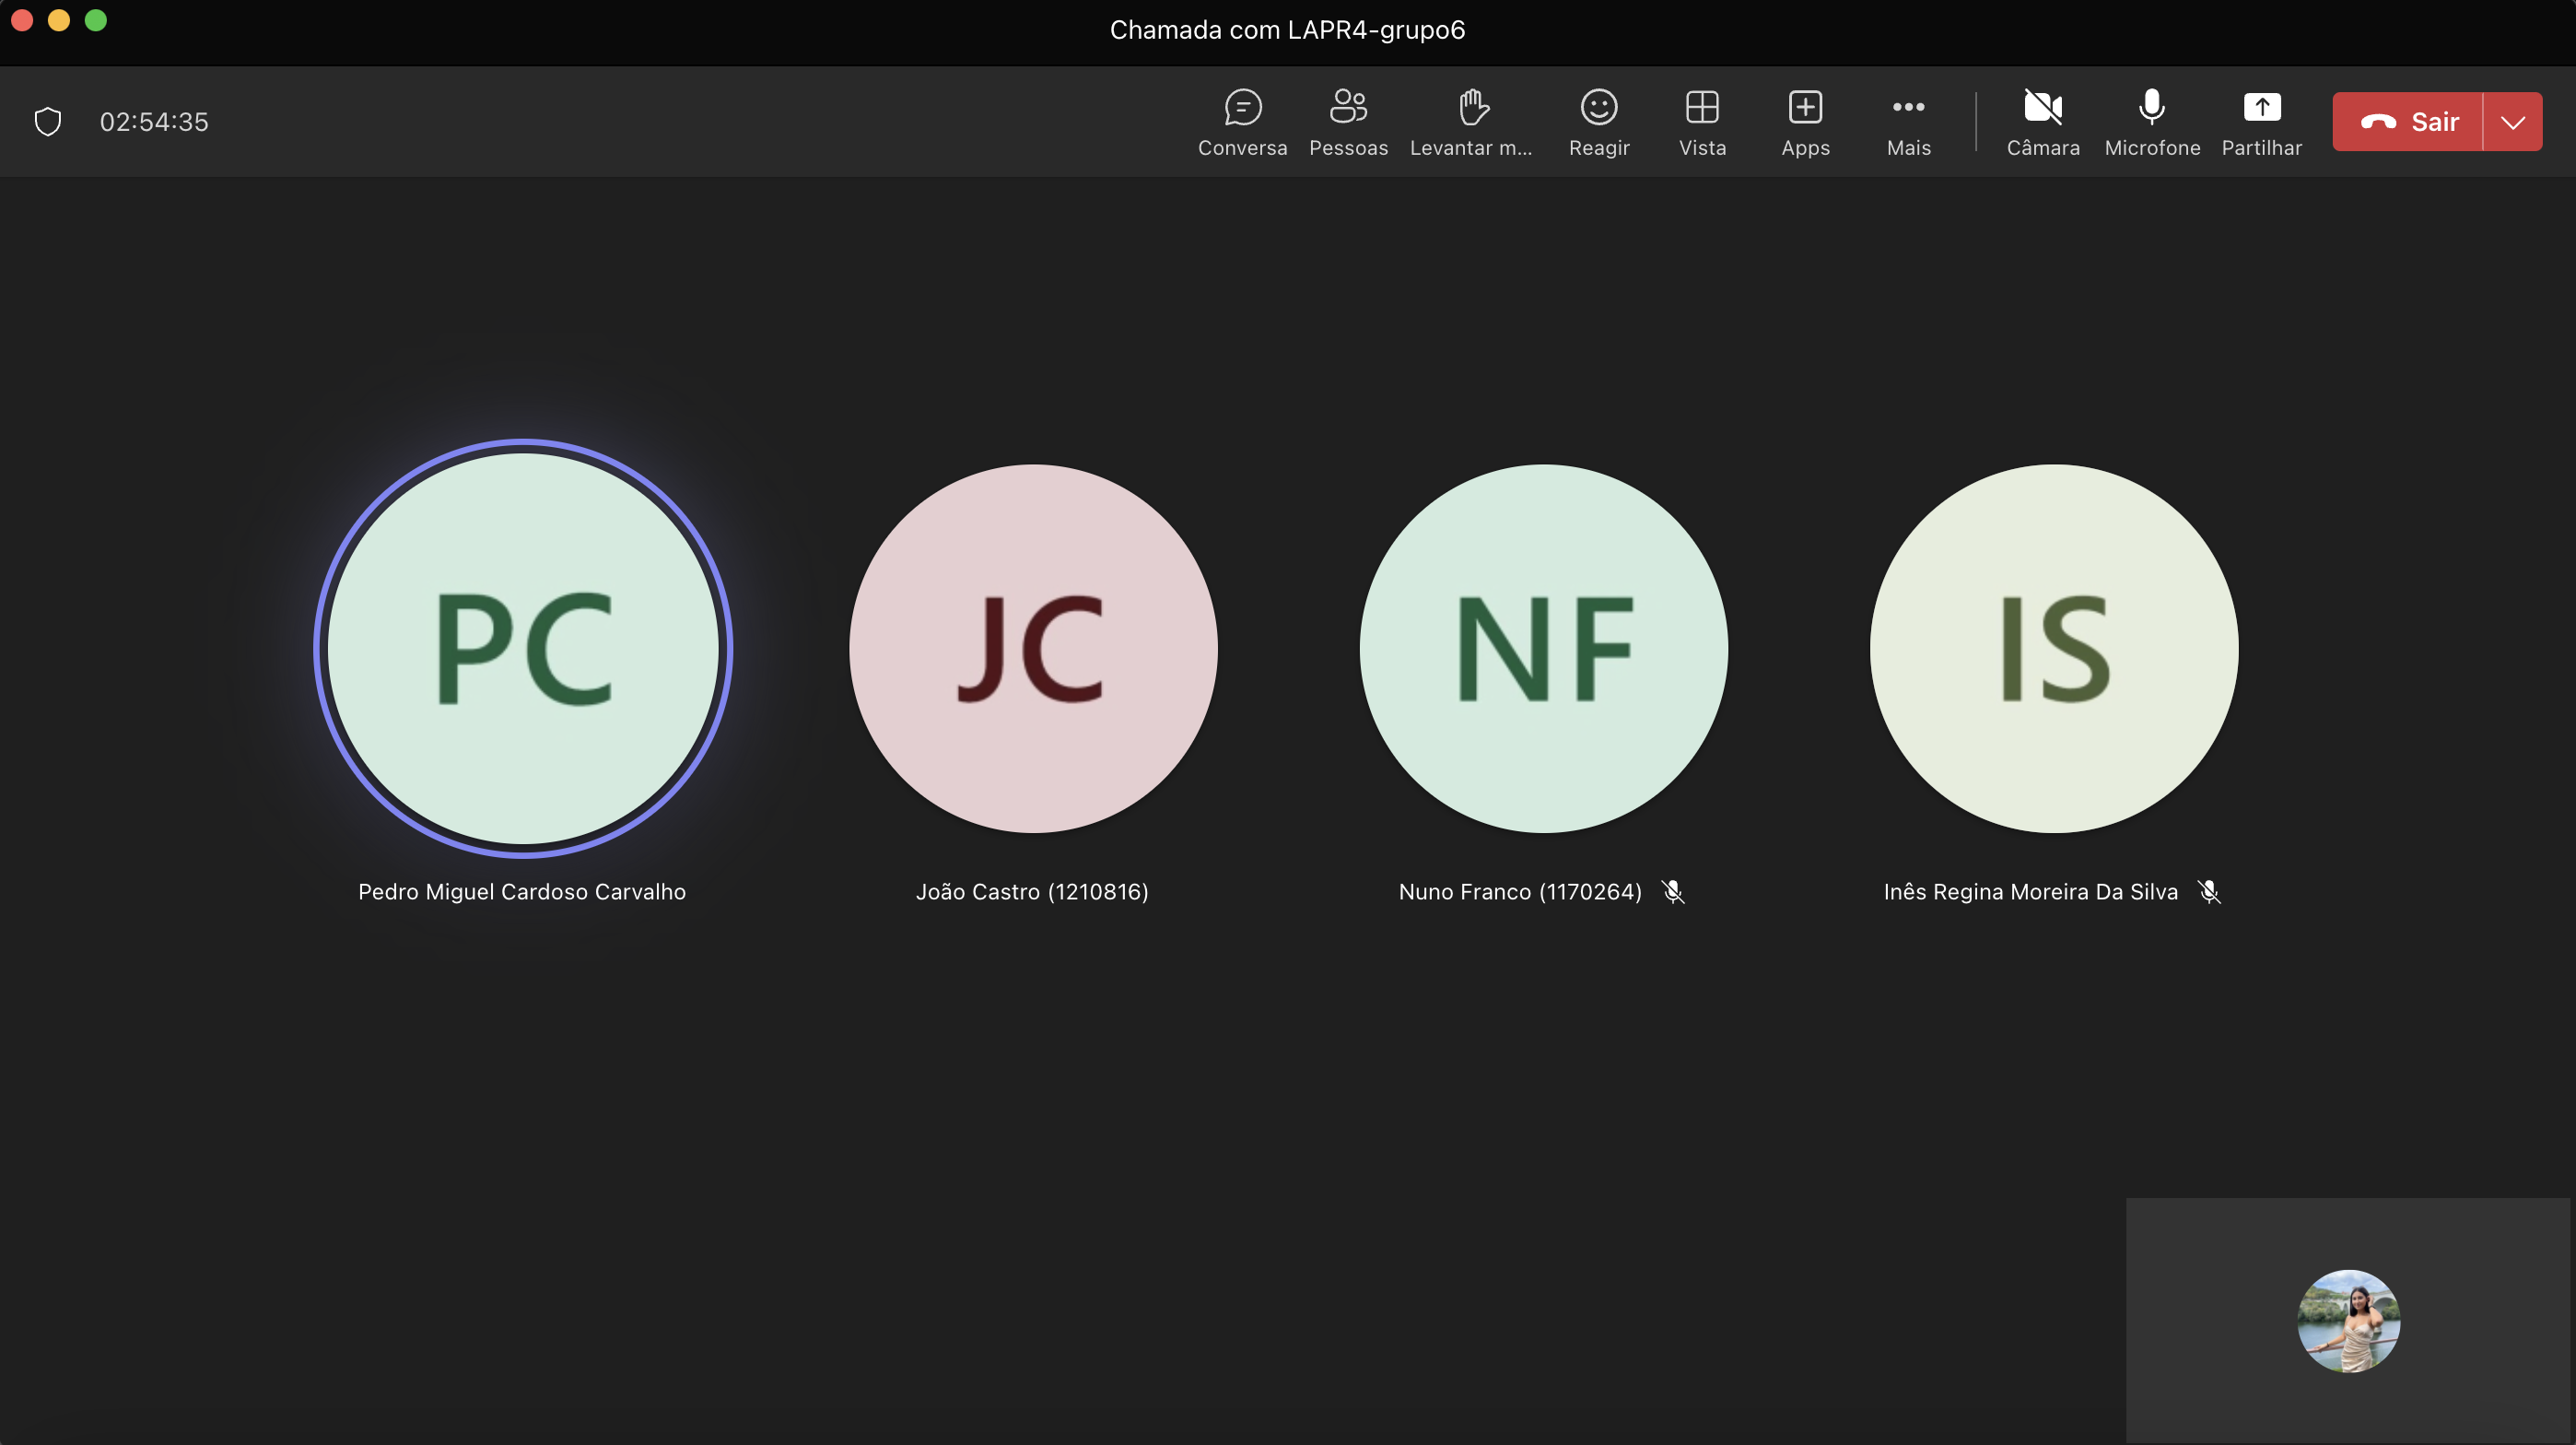 Chamada com LAPR4-grupo6
02:54:35
Conversa Pessoas Levantar m... Reagir Vista Apps Mais Câmara Microfone Partilhar Sair
PC JC NF IS
Pedro Miguel Cardoso Carvalho João Castro (1210816) Nuno Franco (1170264) Inês Regina Moreira Da Silva